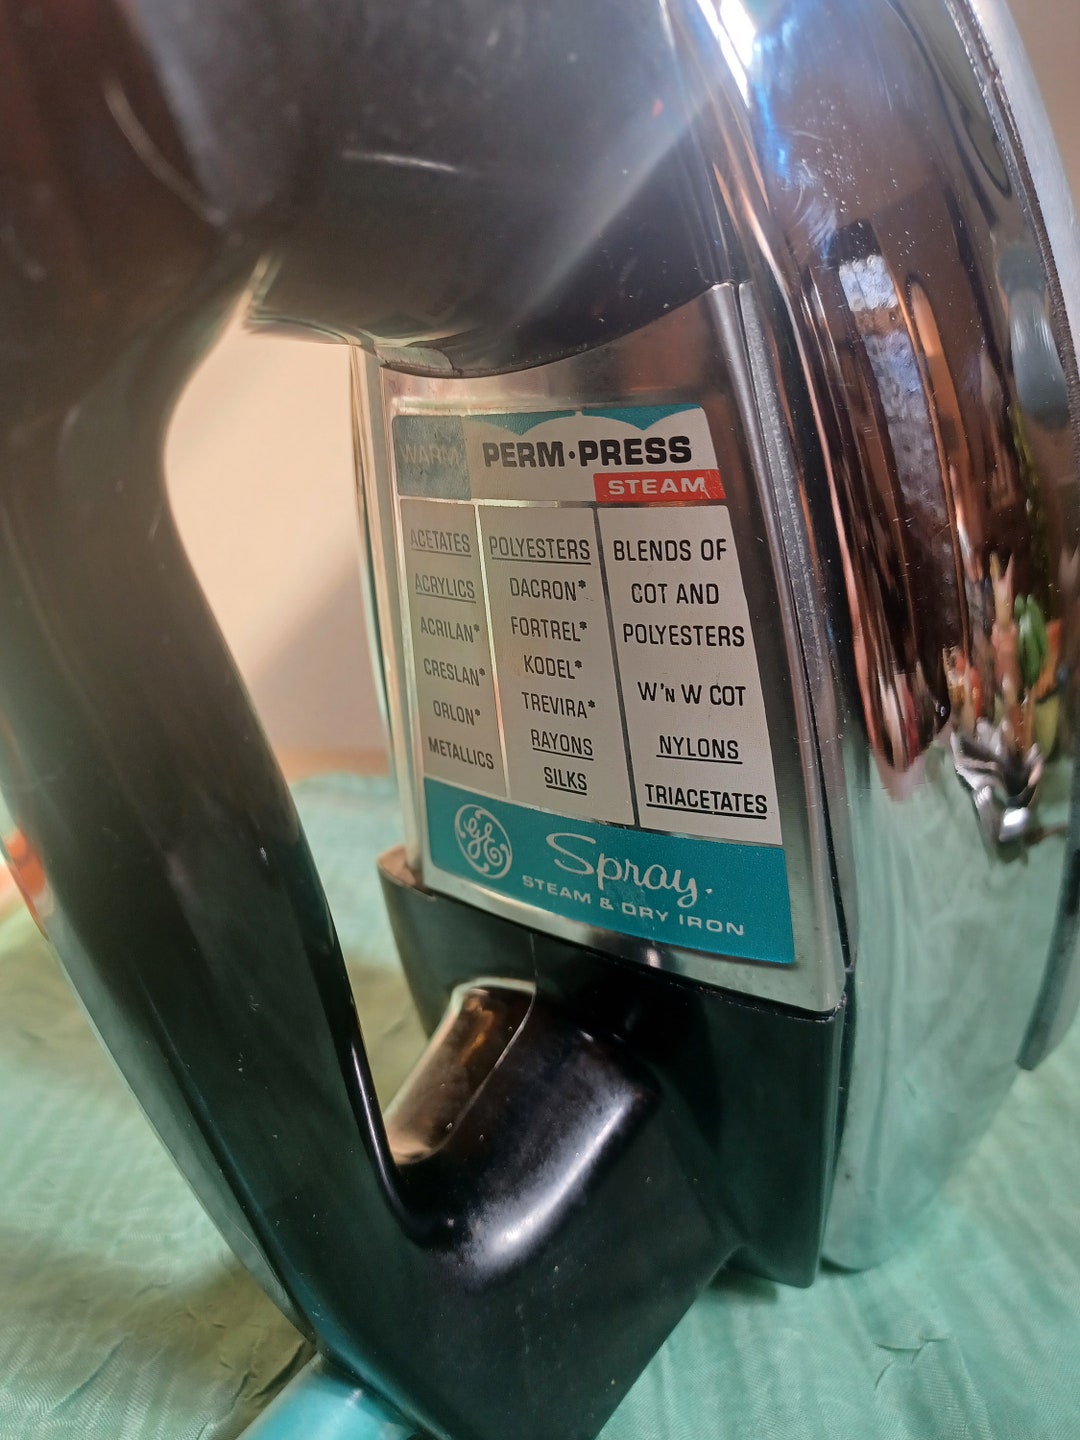 WARM PERM·PRESS
STEAM
ACETATES
ACRYLICS
ACRILAN*
CRESLAN*
ORLON*
METALLICS
POLYESTERS
DACRON*
FORTREL*
KODEL*
TREVIRA*
RAYONS
SILKS
BLENDS OF
COT AND
POLYESTERS
W'n W COT
NYLONS
TRIACETATES
GE
Spray.
STEAM & DRY IRON